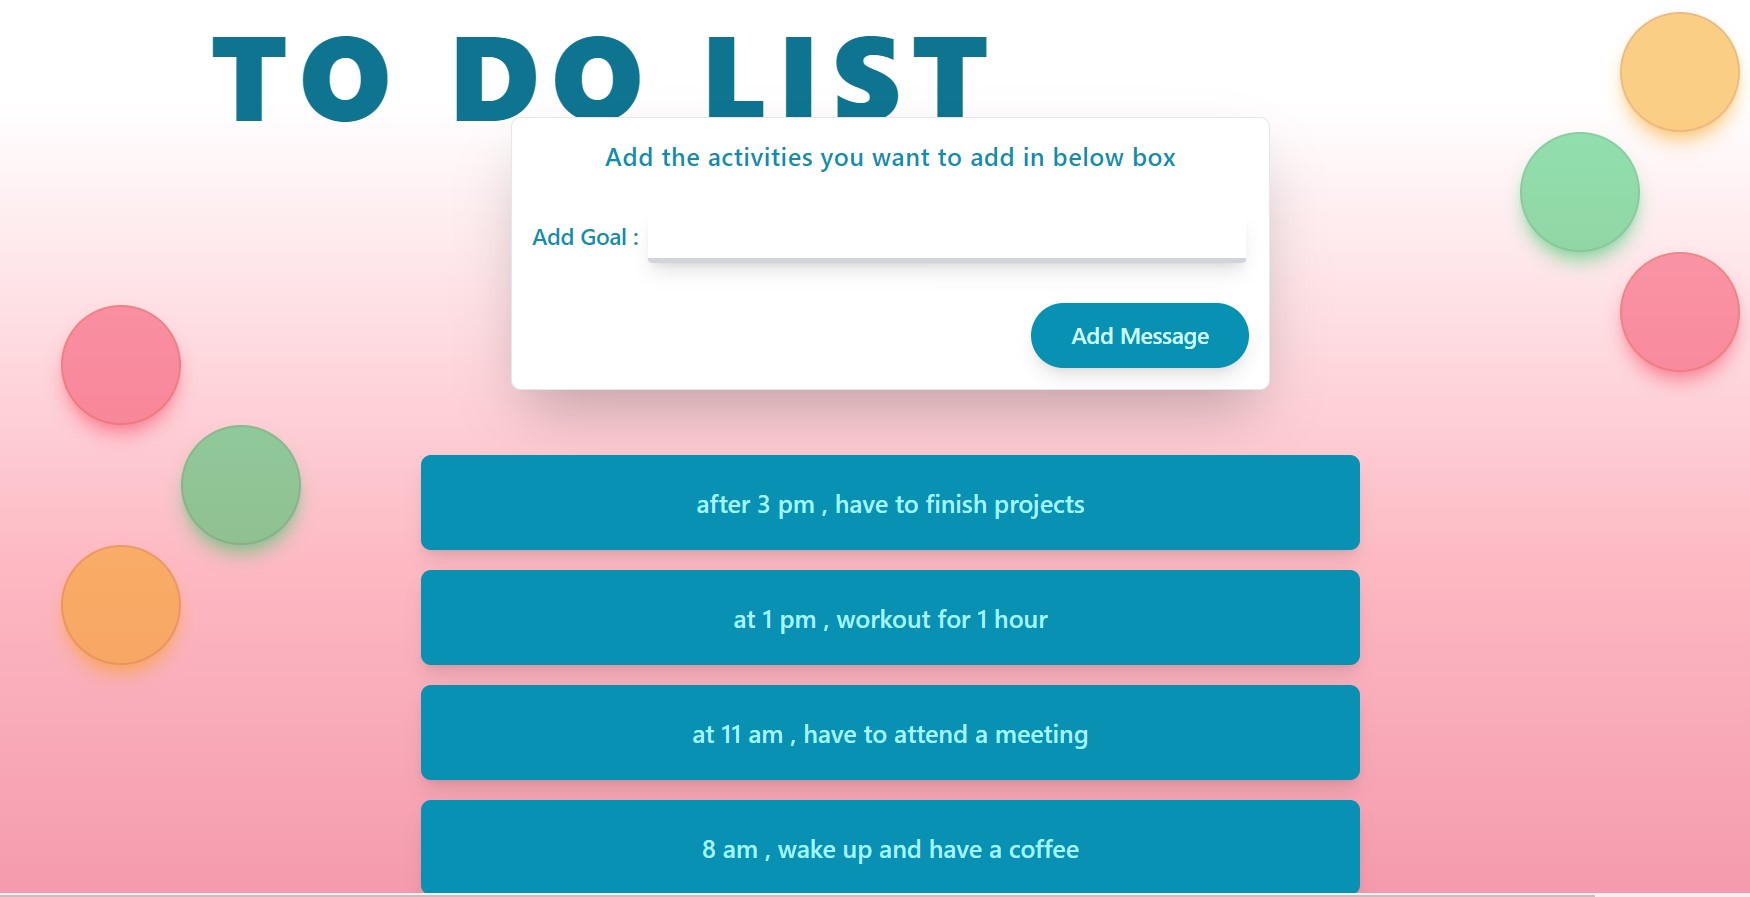 TO DO LIST
Add the activities you want to add in below box
Add Goal :
Add Message
after 3 pm , have to finish projects
at 1 pm , workout for 1 hour
at 11 am , have to attend a meeting
8 am , wake up and have a coffee